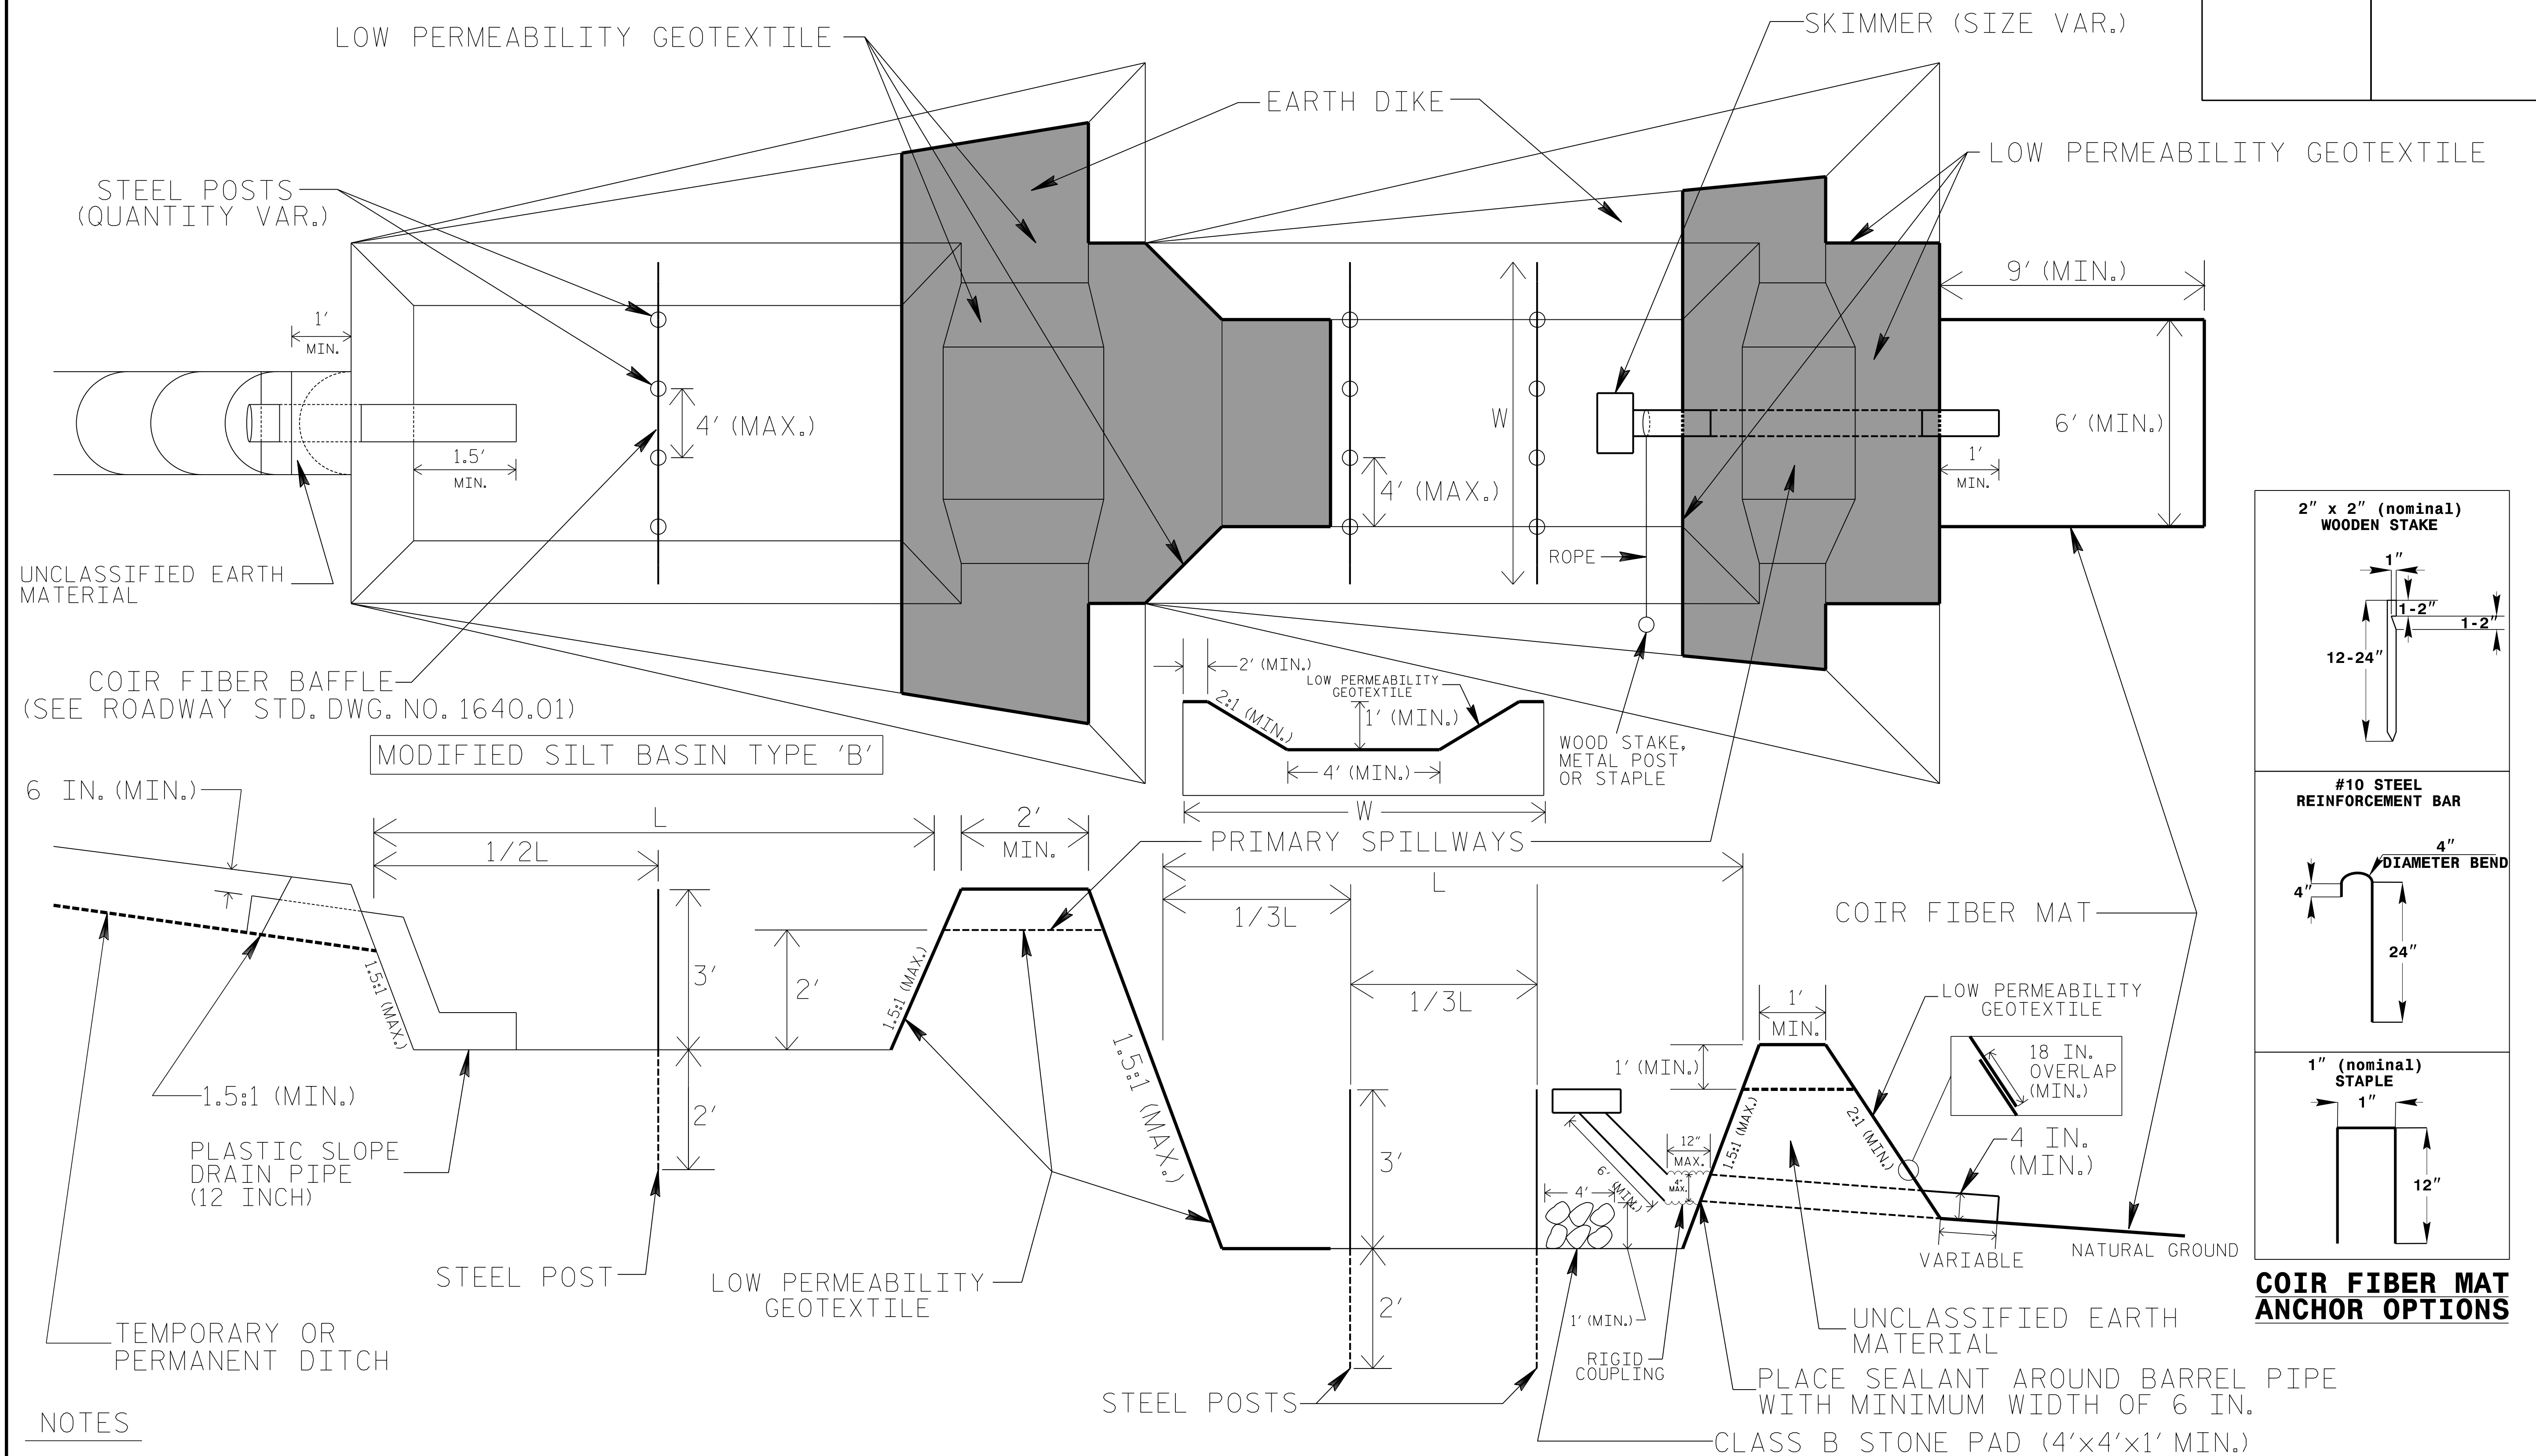 LOW PERMEABILITY GEOTEXTILE
SKIMMER (SIZE VAR.)
EARTH DIKE
LOW PERMEABILITY GEOTEXTILE
STEEL POSTS
(QUANTITY VAR.)
9' (MIN.)
1'
MIN.
4' (MAX.)
W
6' (MIN.)
1.5'
MIN.
4' (MAX.)
1'
MIN.
ROPE
UNCLASSIFIED EARTH
MATERIAL
COIR FIBER BAFFLE
(SEE ROADWAY STD. DWG. NO. 1640.01)
MODIFIED SILT BASIN TYPE 'B'
2' (MIN.)
LOW PERMEABILITY
GEOTEXTILE
2:1 (MIN.)
1' (MIN.)
4' (MIN.)
W
WOOD STAKE,
METAL POST
OR STAPLE
2" x 2" (nominal)
WOODEN STAKE
1"
1-2"
1-2"
12-24"
#10 STEEL
REINFORCEMENT BAR
4"
DIAMETER BEND
4"
24"
1" (nominal)
STAPLE
1"
12"
COIR FIBER MAT
ANCHOR OPTIONS
6 IN. (MIN.)
L
2'
MIN.
1/2L
PRIMARY SPILLWAYS
L
1/3L
1/3L
COIR FIBER MAT
1.5:1 (MAX.)
3'
2'
1.5:1 (MAX.)
2'
1.5:1 (MAX.)
1.5:1 (MIN.)
PLASTIC SLOPE
DRAIN PIPE
(12 INCH)
STEEL POST
LOW PERMEABILITY
GEOTEXTILE
TEMPORARY OR
PERMANENT DITCH
3'
2'
1'
MIN.
1' (MIN.)
LOW PERMEABILITY
GEOTEXTILE
18 IN.
OVERLAP
(MIN.)
12"
MAX.
4"
MAX.
6' (MIN.)
4'
1.5:1 (MAX.)
2:1 (MIN.)
4 IN.
(MIN.)
VARIABLE
NATURAL GROUND
1' (MIN.)
RIGID
COUPLING
UNCLASSIFIED EARTH
MATERIAL
STEEL POSTS
PLACE SEALANT AROUND BARREL PIPE
WITH MINIMUM WIDTH OF 6 IN.
CLASS B STONE PAD (4'x4'x1' MIN.)
NOTES